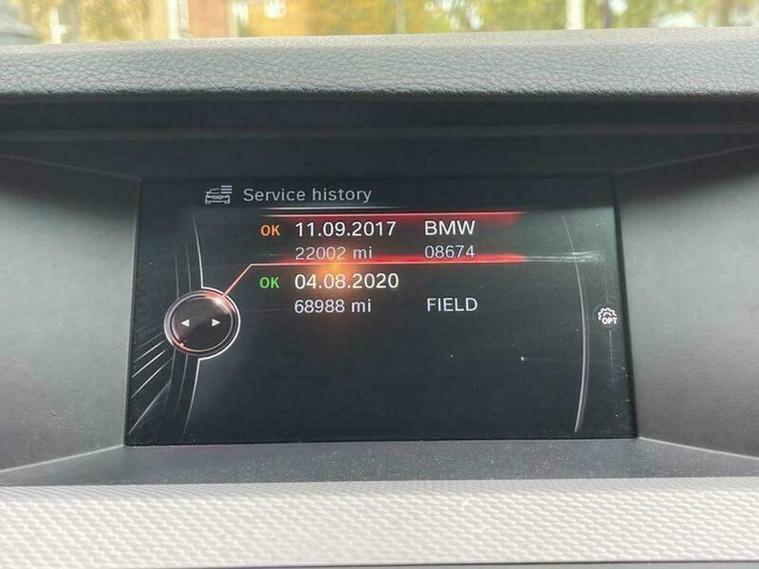 Service history
OK 11.09.2017 BMW
22002 mi 08674
OK 04.08.2020
68988 mi FIELD
OPT